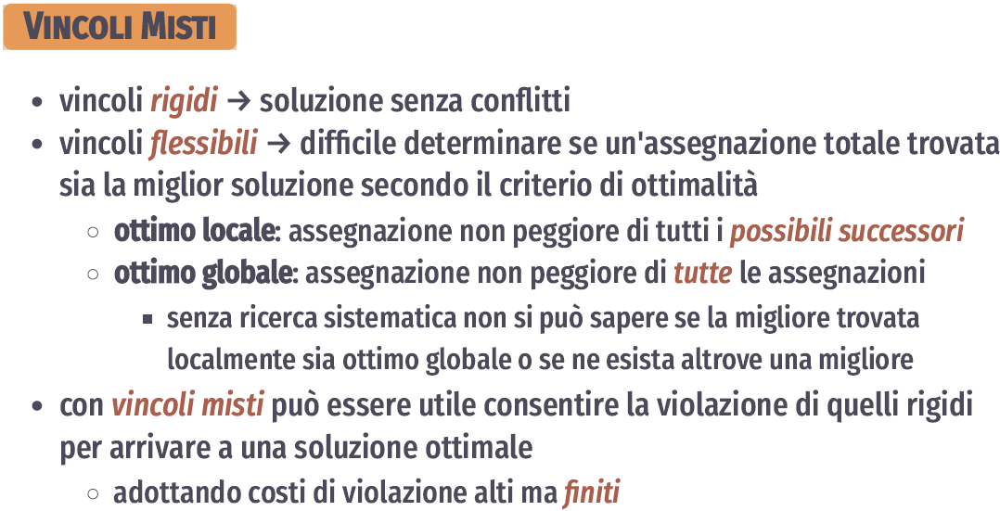 Vincoli Misti
• vincoli rigidi → soluzione senza conflitti
• vincoli flessibili → difficile determinare se un'assegnazione totale trovata
sia la miglior soluzione secondo il criterio di ottimalità
○ ottimo locale: assegnazione non peggiore di tutti i possibili successori
○ ottimo globale: assegnazione non peggiore di tutte le assegnazioni
▪ senza ricerca sistematica non si può sapere se la migliore trovata
localmente sia ottimo globale o se ne esista altrove una migliore
• con vincoli misti può essere utile consentire la violazione di quelli rigidi
per arrivare a una soluzione ottimale
○ adottando costi di violazione alti ma finiti